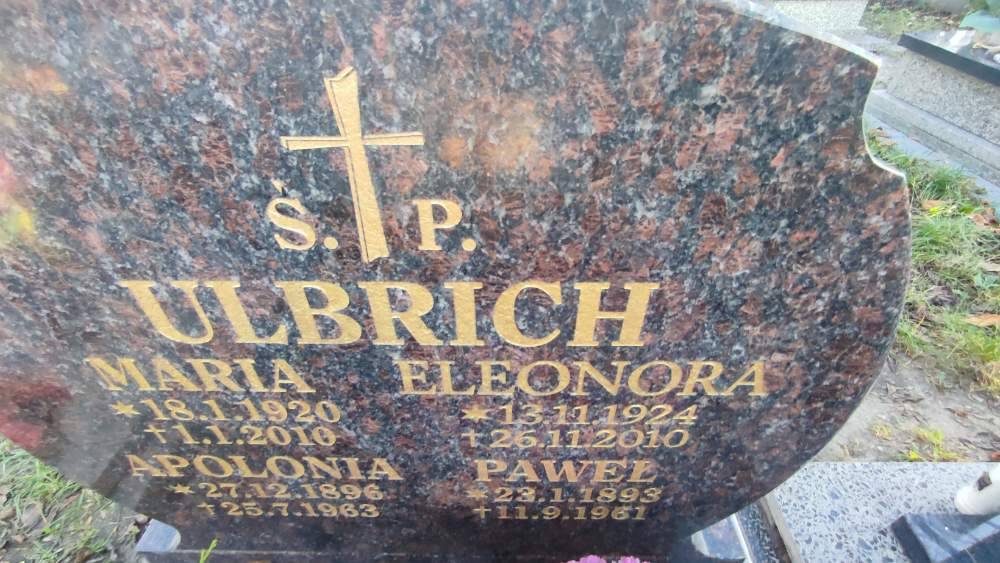 Ś. P.
ULBRICH
MARIA ELEONORA
*18.1.1920 *13.11.1924
†1.1.2010 †26.11.2010
APOLONIA PAWEŁ
*27.12.1896 *23.1.1893
†25.7.1963 †11.9.1961